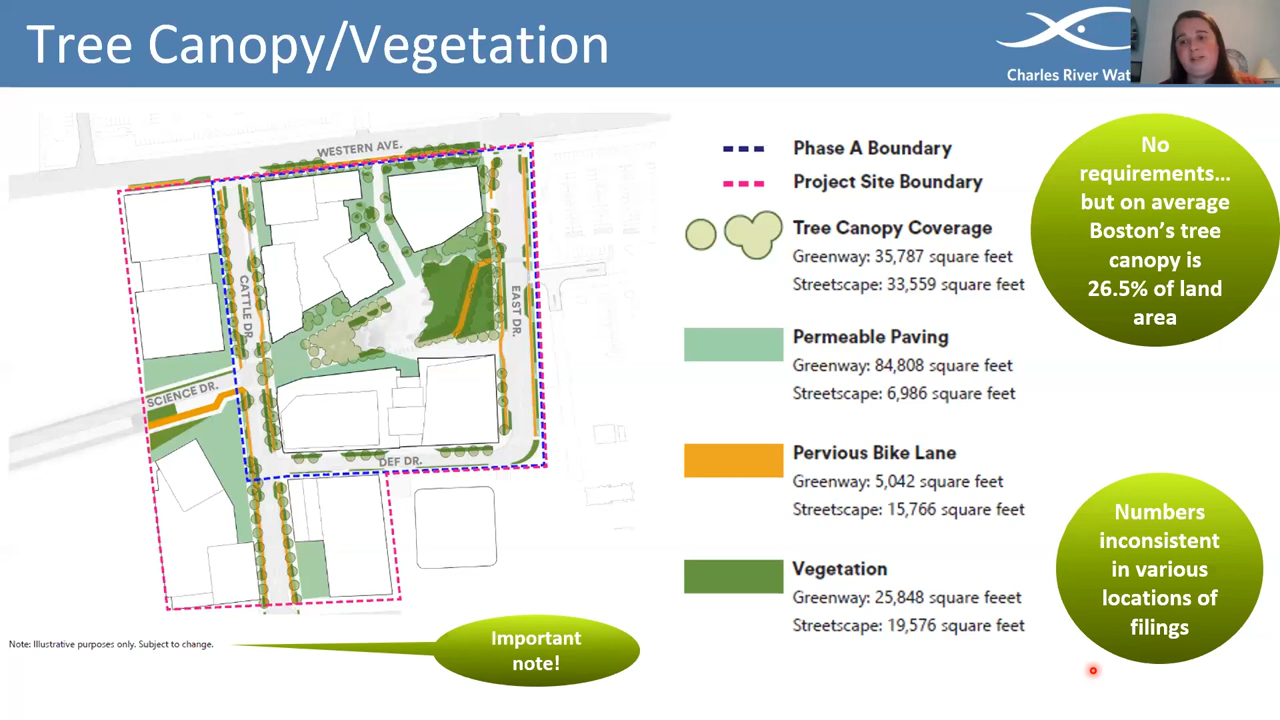 Tree Canopy/Vegetation
Charles River Wat
WESTERN AVE.
CATTLE DR.
EAST DR.
SCIENCE DR.
DEF DR.
Note: Illustrative purposes only. Subject to change.
Important
note!
Phase A Boundary
Project Site Boundary
Tree Canopy Coverage
Greenway: 35,787 square feet
Streetscape: 33,559 square feet
Permeable Paving
Greenway: 84,808 square feet
Streetscape: 6,986 square feet
Pervious Bike Lane
Greenway: 5,042 square feet
Streetscape: 15,766 square feet
Vegetation
Greenway: 25,848 square feeet
Streetscape: 19,576 square feet
No
requirements...
but on average
Boston's tree
canopy is
26.5% of land
area
Numbers
inconsistent
in various
locations of
filings